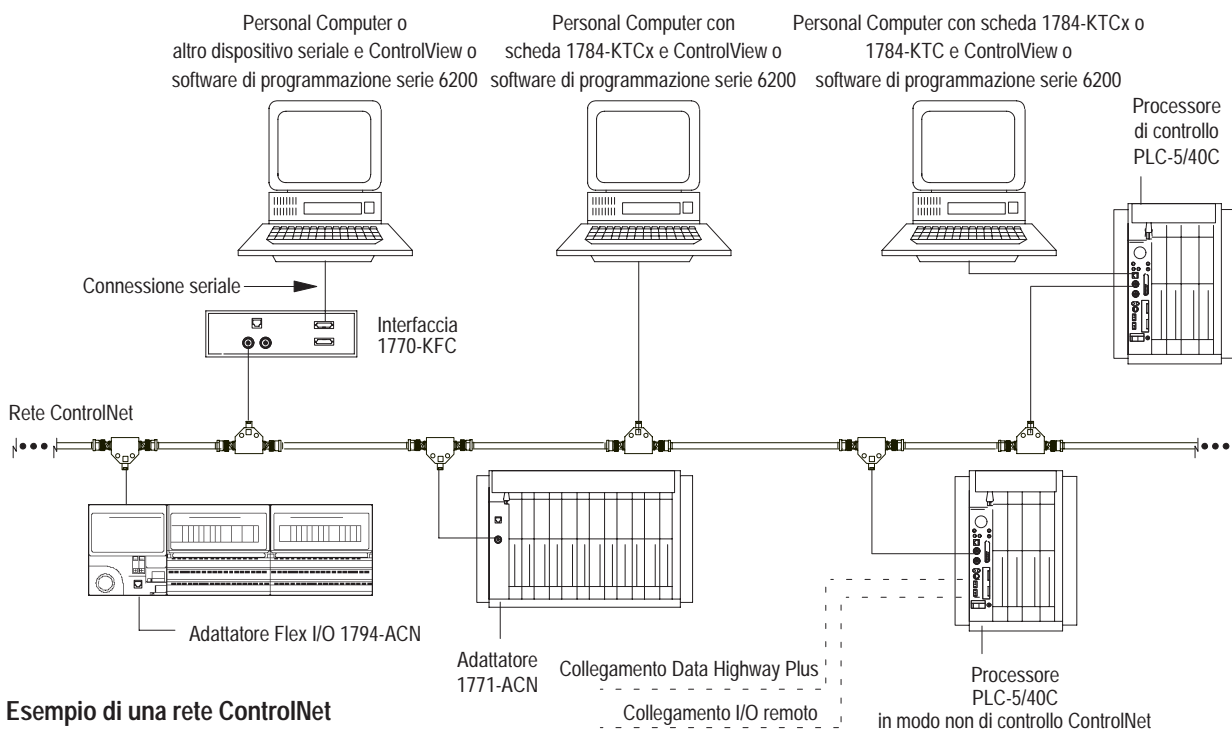 Personal Computer o
altro dispositivo seriale e ControlView o
software di programmazione serie 6200
Personal Computer con
scheda 1784-KTCx e ControlView o
software di programmazione serie 6200
Personal Computer con scheda 1784-KTCx o
1784-KTC e ControlView o
software di programmazione serie 6200
Processore
di controllo
PLC-5/40C
Connessione seriale
Interfaccia
1770-KFC
Rete ControlNet
Adattatore Flex I/O 1794-ACN
Adattatore
1771-ACN
Collegamento Data Highway Plus
Collegamento I/O remoto
Processore
PLC-5/40C
in modo non di controllo ControlNet
Esempio di una rete ControlNet